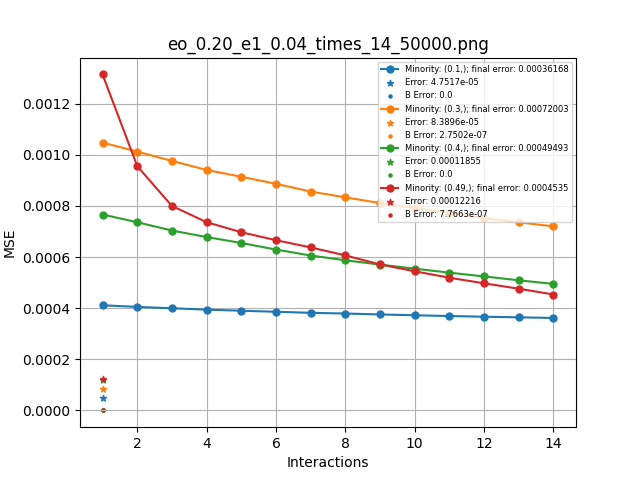 eo_0.20_e1_0.04_times_14_50000.png
Minority: (0.1,); final error: 0.00036168
Error: 4.7517e-05
B Error: 0.0
Minority: (0.3,); final error: 0.00072003
Error: 8.3896e-05
B Error: 2.7502e-07
Minority: (0.4,); final error: 0.00049493
Error: 0.00011855
B Error: 0.0
Minority: (0.49,); final error: 0.0004535
Error: 0.00012216
B Error: 7.7663e-07
MSE
0.0012
0.0010
0.0008
0.0006
0.0004
0.0002
0.0000
2 4 6 8 10 12 14
Interactions